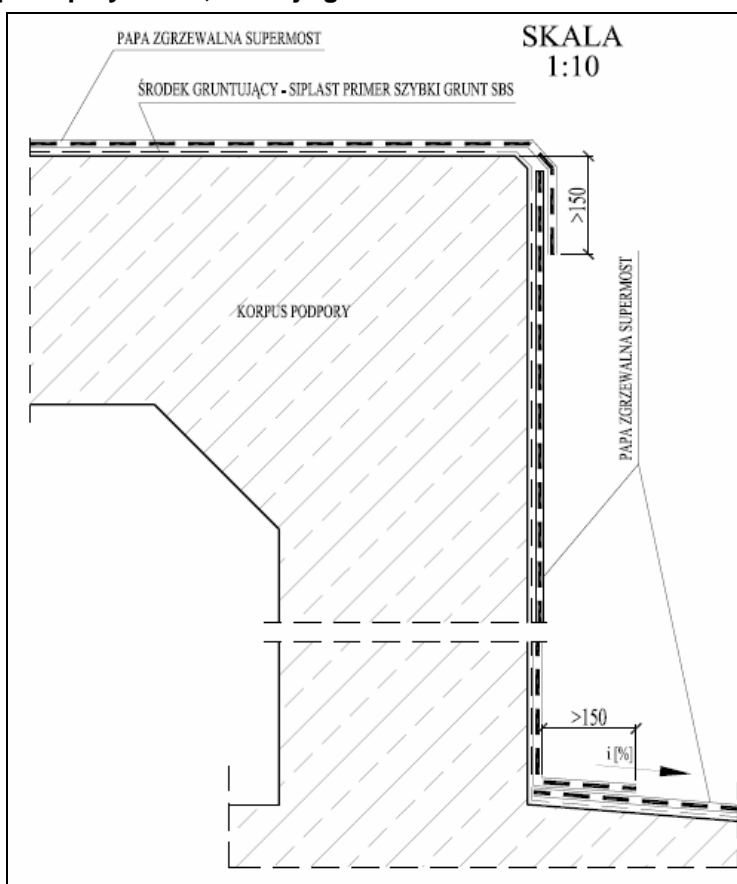 PAPA ZGRZEWALNA SUPERMOST
SKALA
1:10
ŚRODEK GRUNTUJĄCY - SIPLAST PRIMER SZYBKI GRUNT SBS
>150
KORPUS PODPORY
PAPA ZGRZEWALNA SUPERMOST
>150
i [%]